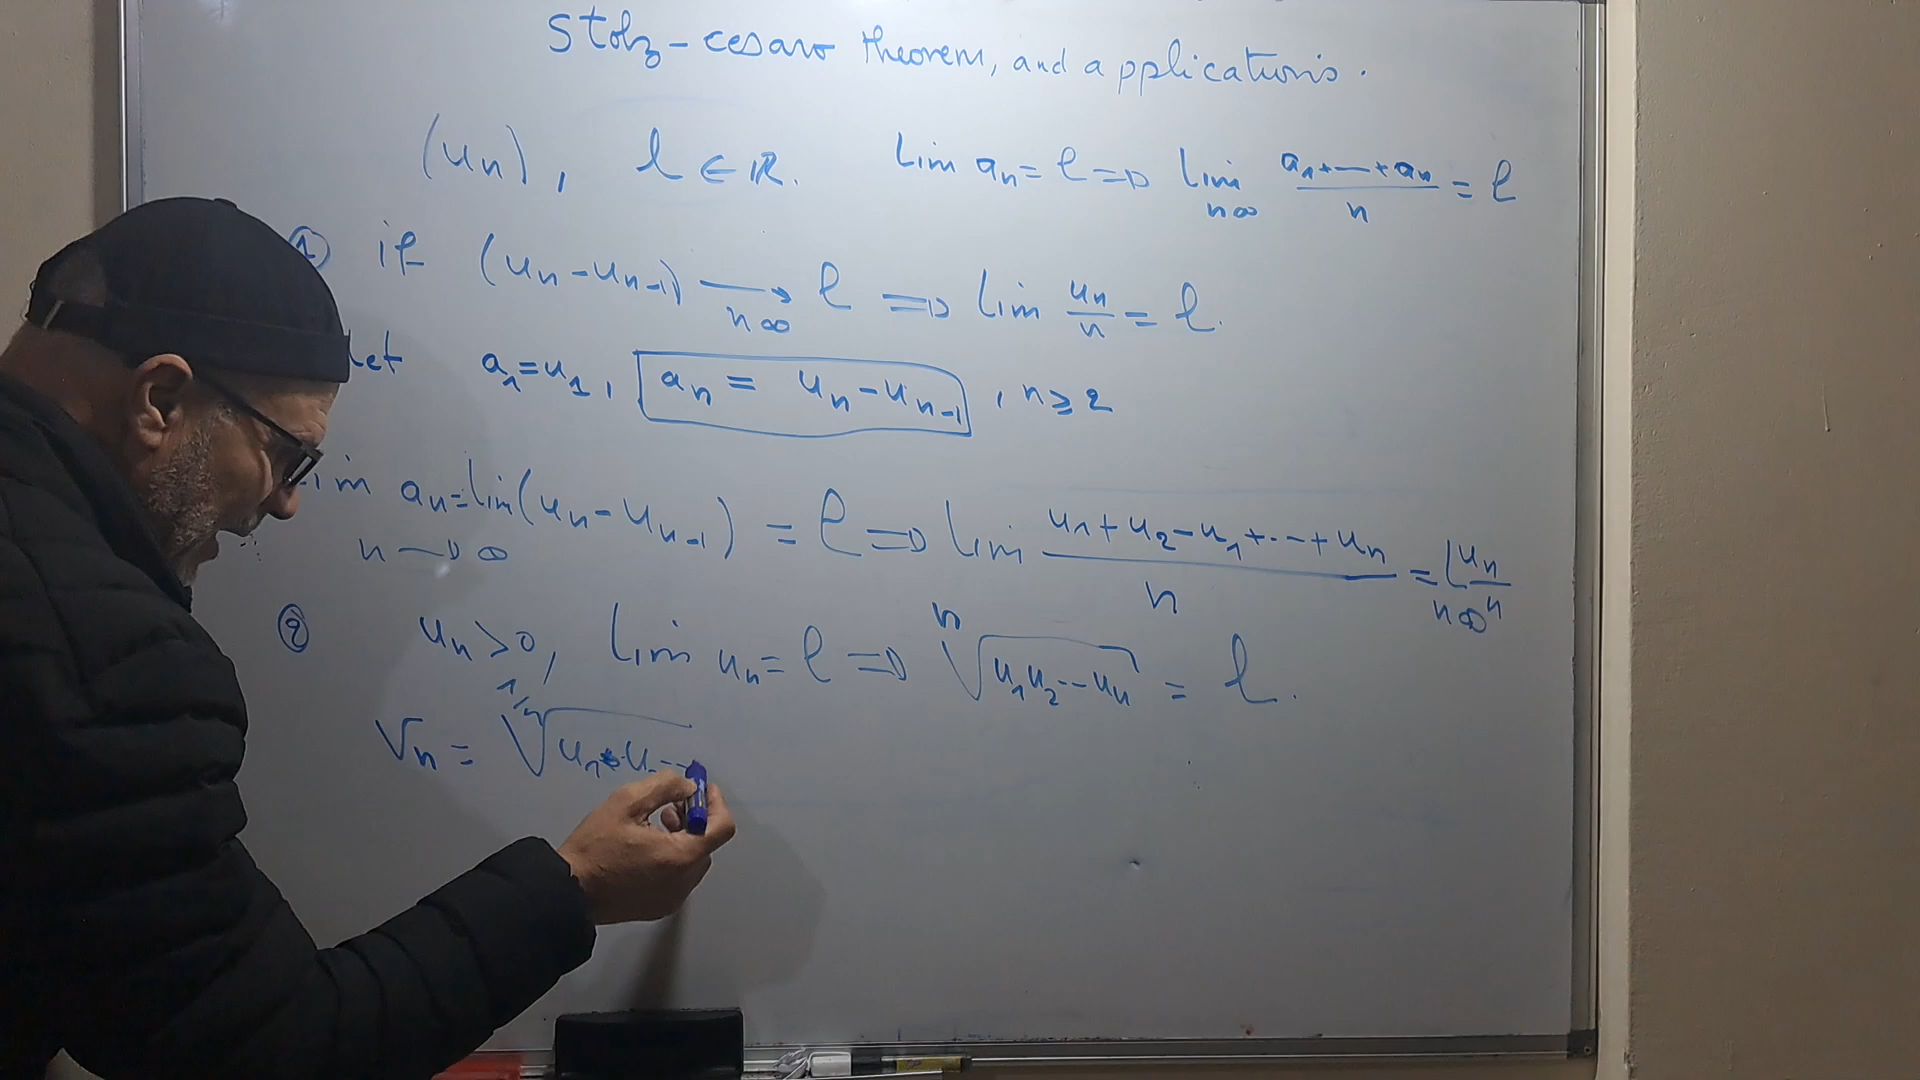 Stolz-cesaro theorem, and applications.
(un), l ∈ ℝ. Lim an = l ⇒ Lim n∞ (a1+---+an)/n = l
① if (un - un-1) → n∞ l ⇒ lim un/n = l.
let a1 = u1, an = un - un-1, n ≥ 2
Lim n→∞ an = lim(un - un-1) = l ⇒ lim (u1 + u2 - u1 + ... + un)/n = L n∞ un/n
② un > 0, Lim un = l ⇒ ⁿ√(u1u2---un) = l.
Vn =